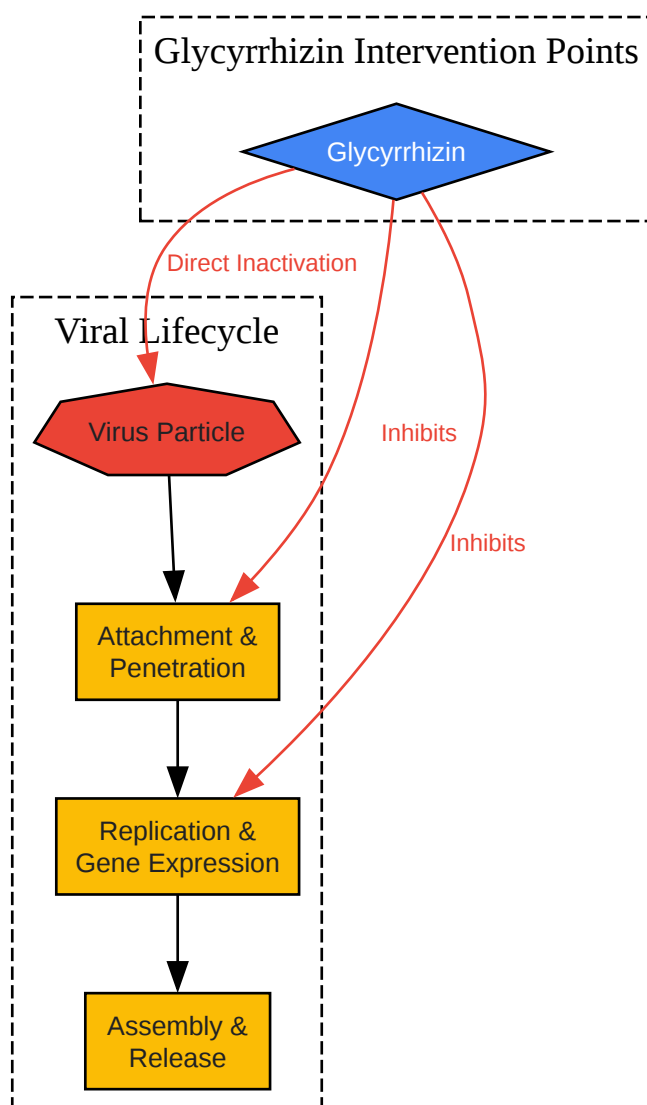 Glycyrrhizin Intervention Points
Glycyrrhizin
Direct Inactivation
Viral Lifecycle
Virus Particle
Inhibits
Inhibits
Attachment &
Penetration
Replication &
Gene Expression
Assembly &
Release